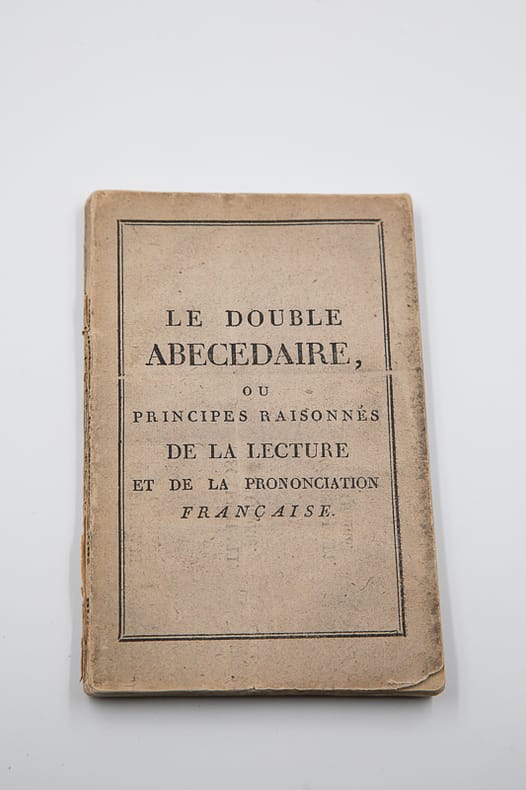 LE DOUBLE
ABECEDAIRE,
OU
PRINCIPES RAISONNÉS
DE LA LECTURE
ET DE LA PRONONCIATION
FRANÇAISE.